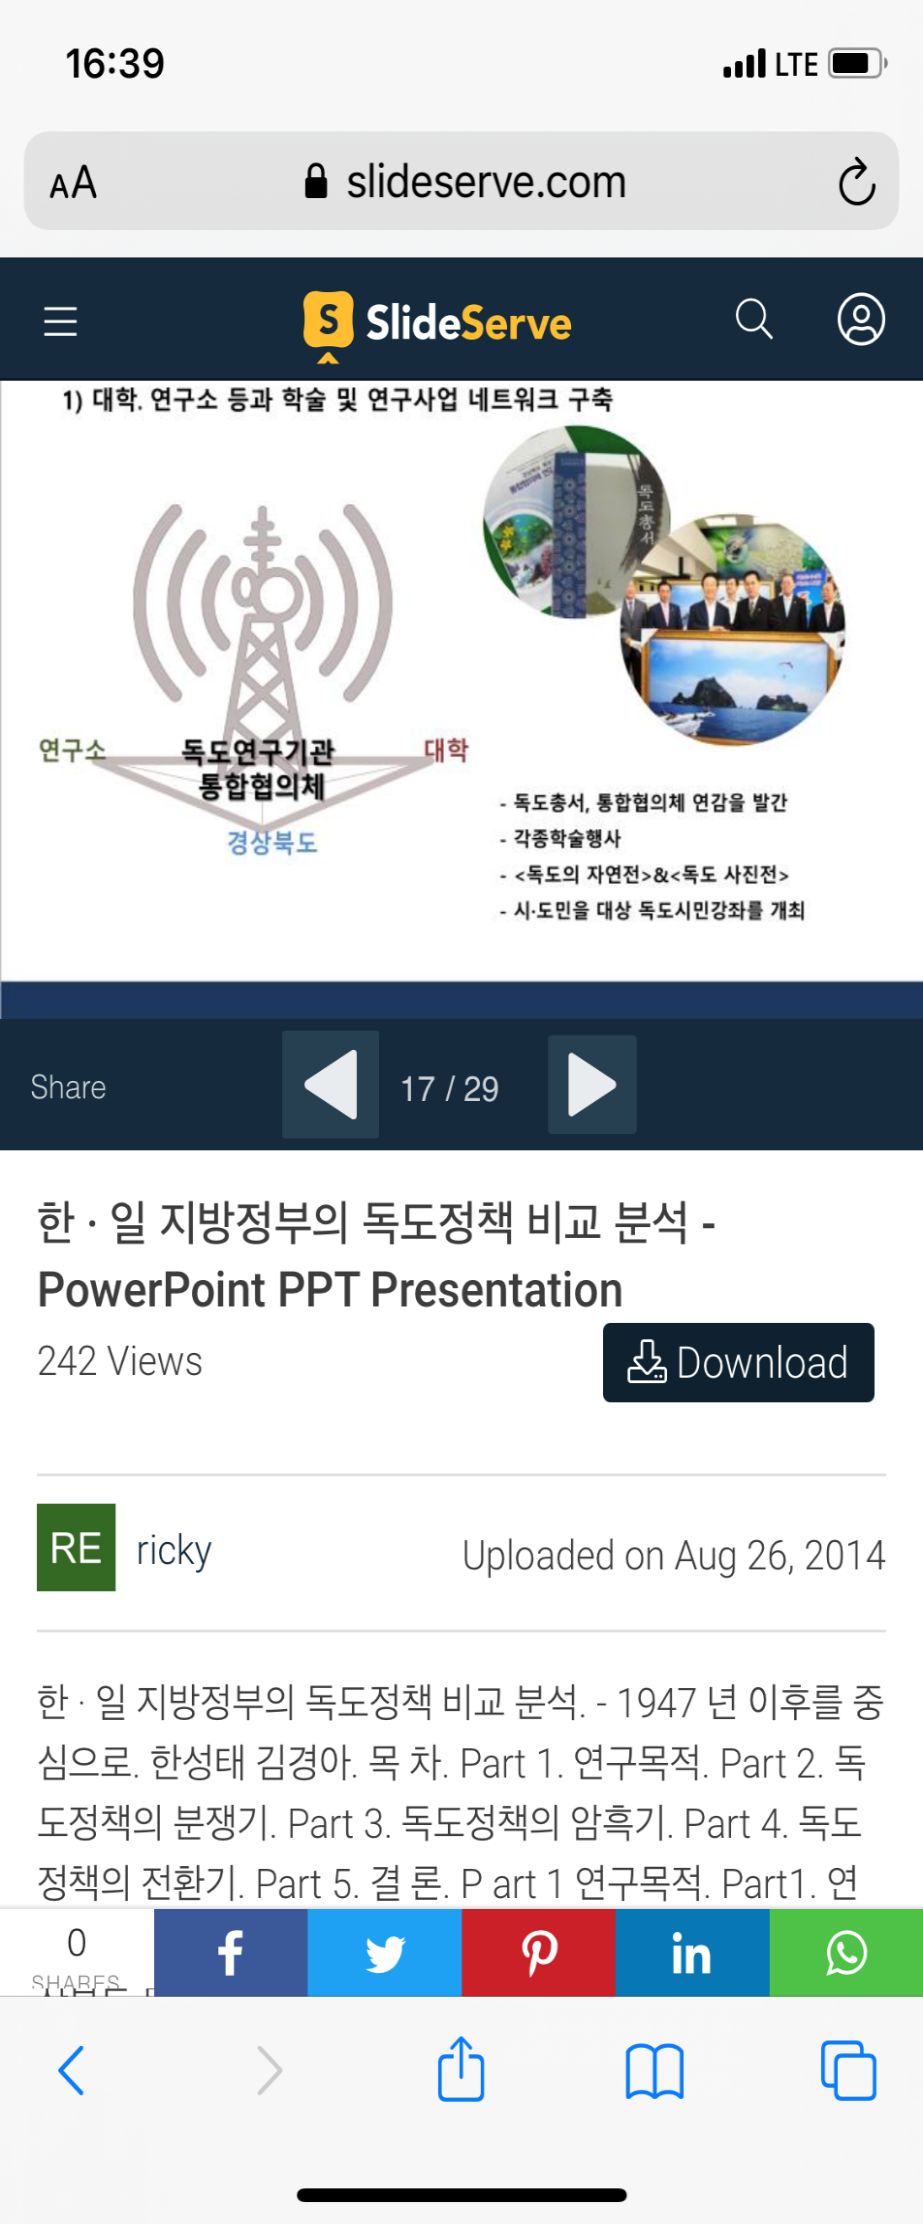 16:39
LTE
AA
slideserve.com
S SlideServe
1) 대학. 연구소 등과 학술 및 연구사업 네트워크 구축
독도총서
연구소
독도연구기관
대학
통합협의체
경상북도
- 독도총서, 통합협의체 연감을 발간
- 각종학술행사
- <독도의 자연전>&<독도 사진전>
- 시·도민을 대상 독도시민강좌를 개최
Share
17 / 29
한 · 일 지방정부의 독도정책 비교 분석 -
PowerPoint PPT Presentation
242 Views
Download
RE
ricky
Uploaded on Aug 26, 2014
한 · 일 지방정부의 독도정책 비교 분석. - 1947 년 이후를 중
심으로. 한성태 김경아. 목 차. Part 1. 연구목적. Part 2. 독
도정책의 분쟁기. Part 3. 독도정책의 암흑기. Part 4. 독도
정책의 전환기. Part 5. 결 론. P art 1 연구목적. Part1. 연
0
SHARES